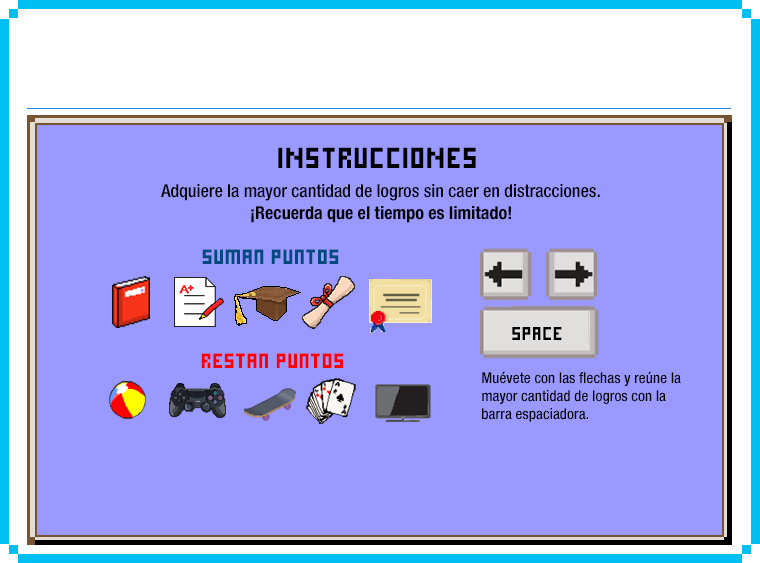 INSTRUCCIONES
Adquiere la mayor cantidad de logros sin caer en distracciones.
¡Recuerda que el tiempo es limitado!
SUMAN PUNTOS
A+
RESTAN PUNTOS
A
A
SPACE
Muévete con las flechas y reúne la
mayor cantidad de logros con la
barra espaciadora.